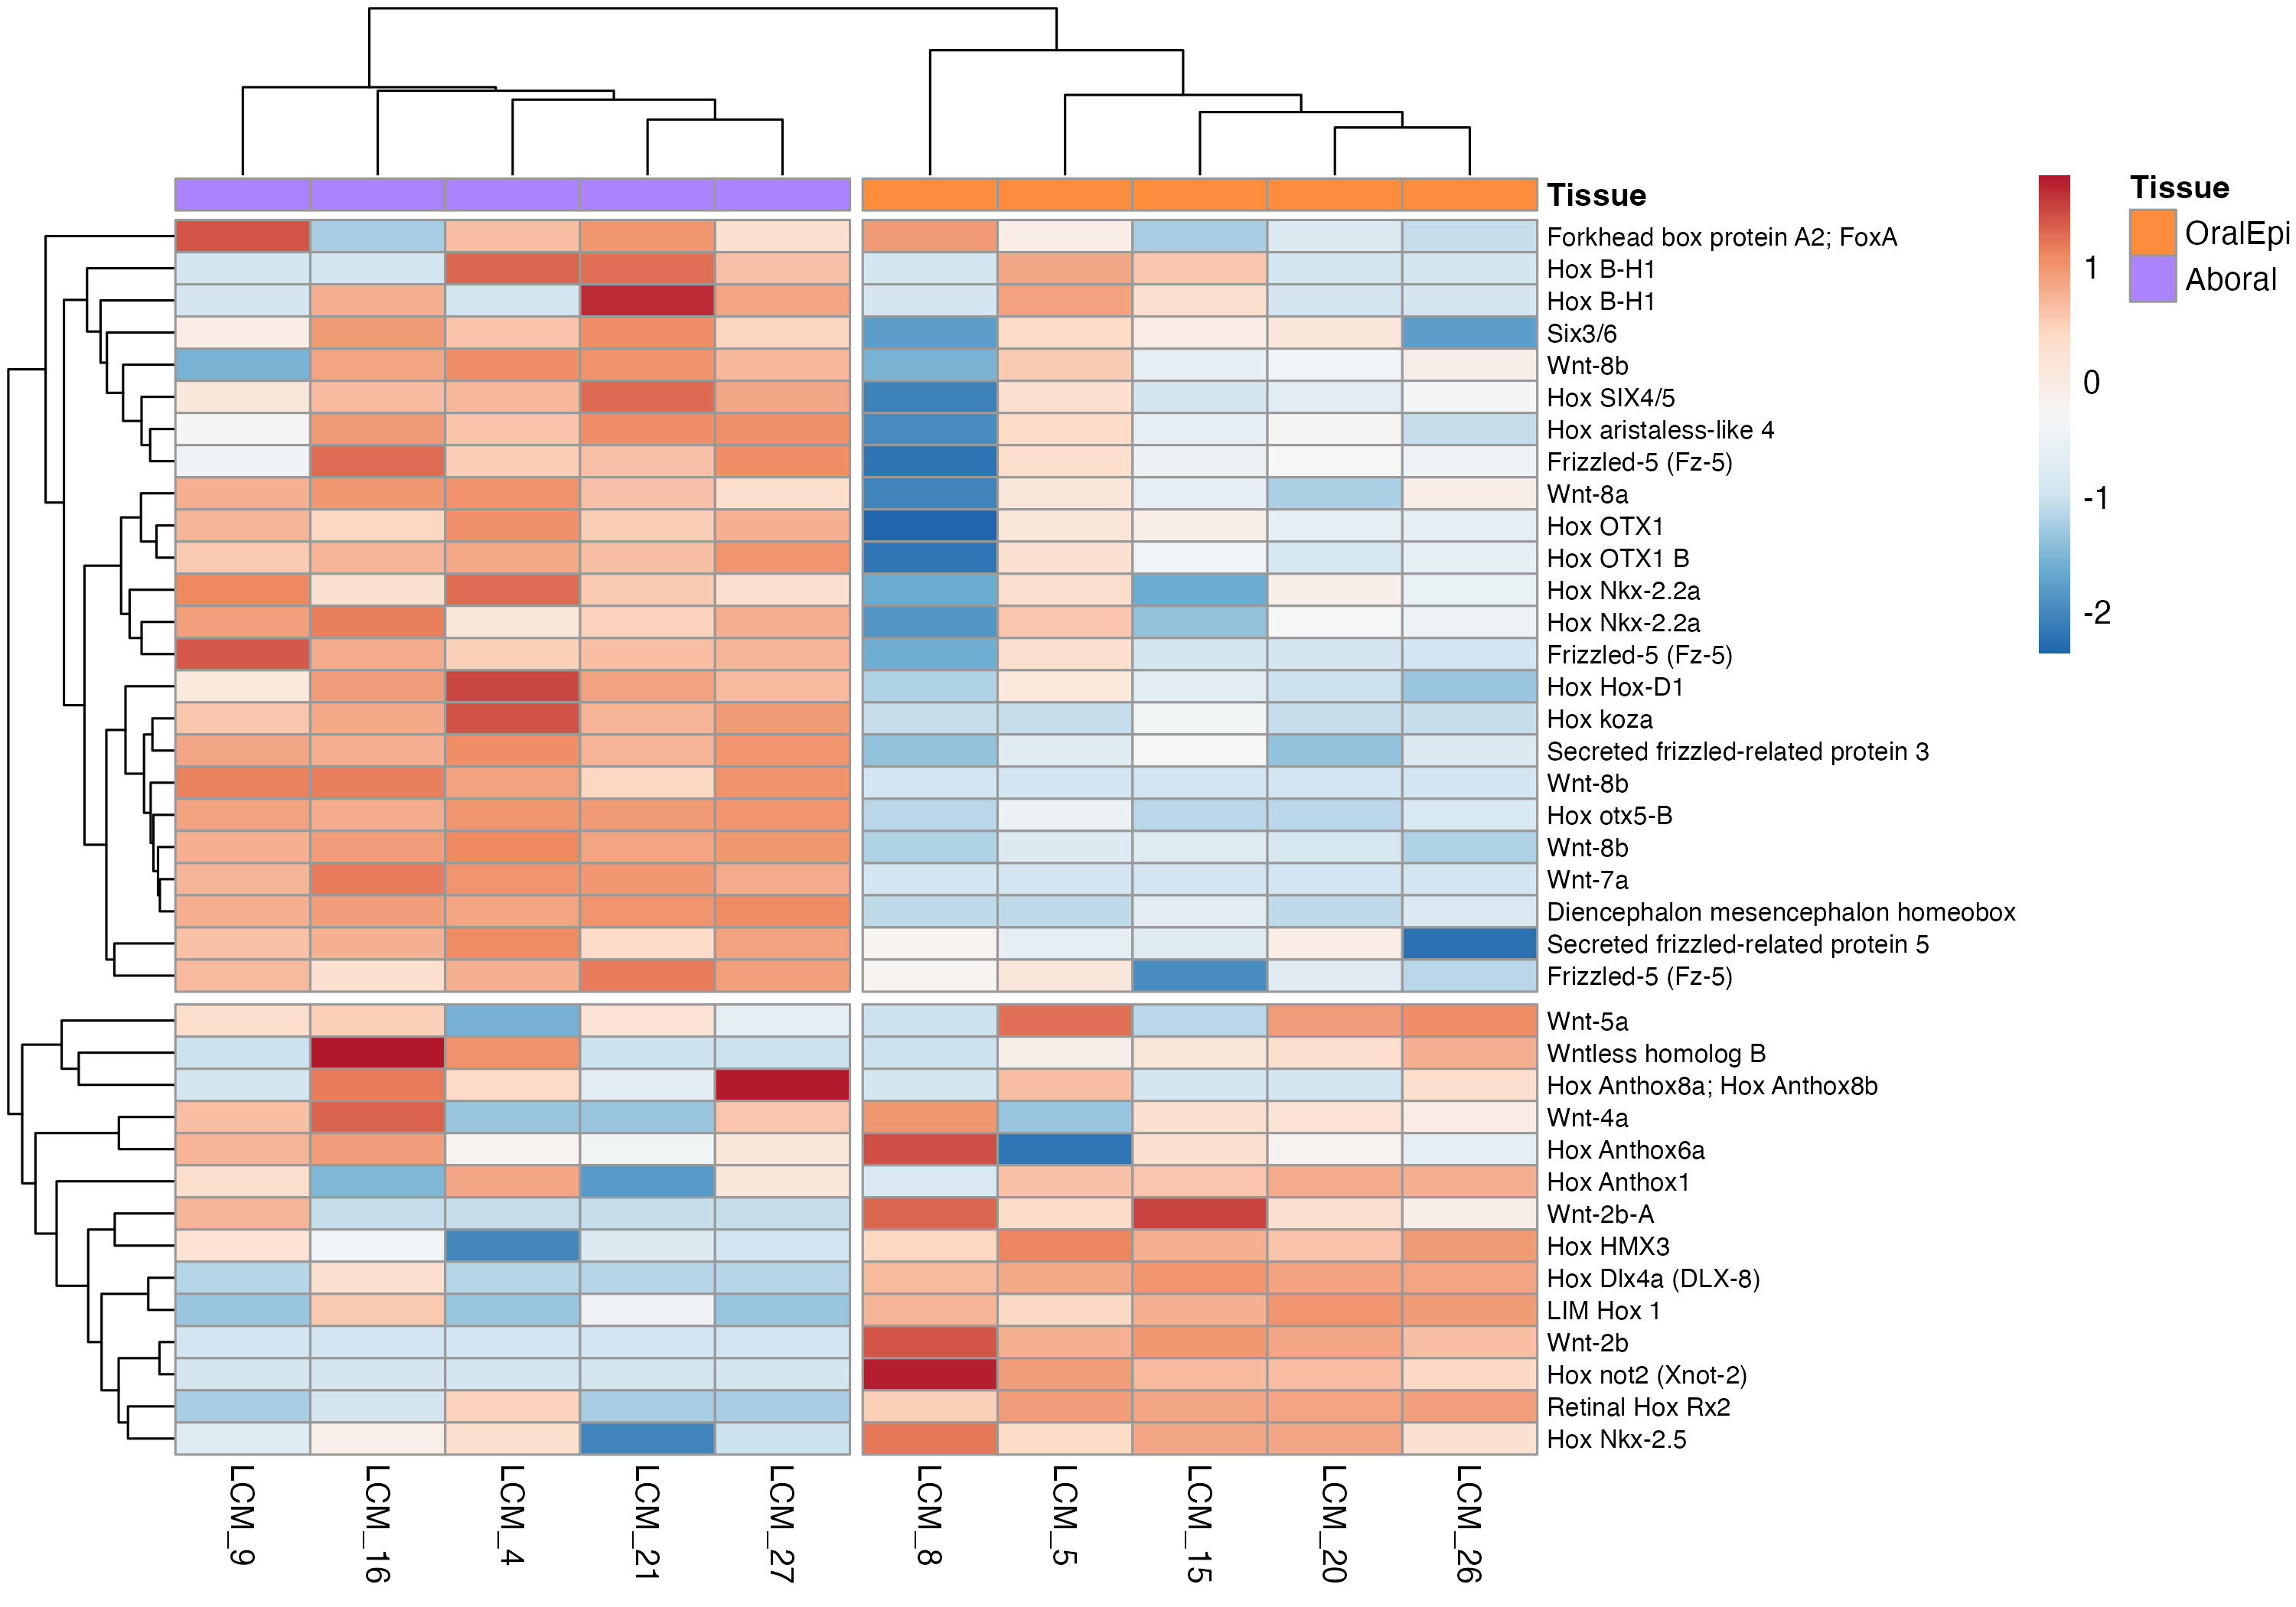 Tissue
Forkhead box protein A2; FoxA
Hox B-H1
Hox B-H1
Six3/6
Wnt-8b
Hox SIX4/5
Hox aristaless-like 4
Frizzled-5 (Fz-5)
Wnt-8a
Hox OTX1
Hox OTX1 B
Hox Nkx-2.2a
Hox Nkx-2.2a
Frizzled-5 (Fz-5)
Hox Hox-D1
Hox koza
Secreted frizzled-related protein 3
Wnt-8b
Hox otx5-B
Wnt-8b
Wnt-7a
Diencephalon mesencephalon homeobox
Secreted frizzled-related protein 5
Frizzled-5 (Fz-5)
Wnt-5a
Wntless homolog B
Hox Anthox8a; Hox Anthox8b
Wnt-4a
Hox Anthox6a
Hox Anthox1
Wnt-2b-A
Hox HMX3
Hox Dlx4a (DLX-8)
LIM Hox 1
Wnt-2b
Hox not2 (Xnot-2)
Retinal Hox Rx2
Hox Nkx-2.5
LCM_9
LCM_16
LCM_4
LCM_21
LCM_27
LCM_8
LCM_5
LCM_15
LCM_20
LCM_26
1
0
-1
-2
Tissue
OralEpi
Aboral